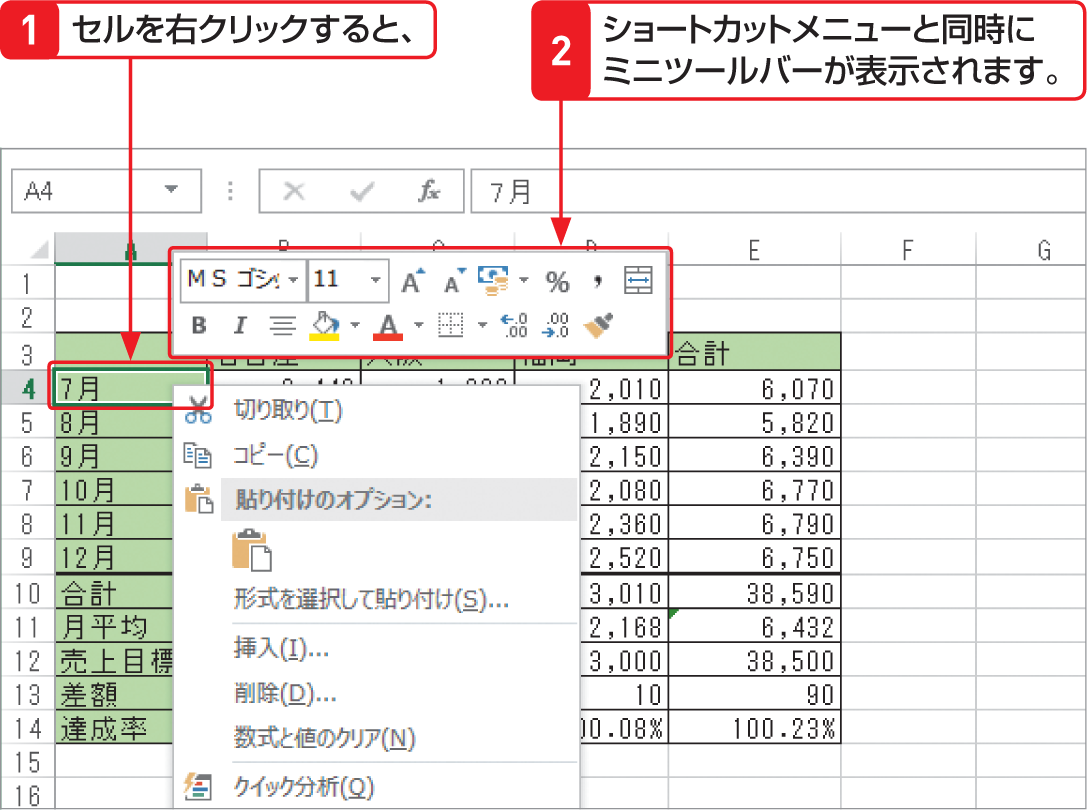 1 セルを右クリックすると、
2 ショートカットメニューと同時に
ミニツールバーが表示されます。
A4 fx 7月
A E F G
ＭＳ ゴシ 11 A A % ,
B I A .0 .00 .00 .0
1
2
3 合計
4 7月 2,010 6,070
5 8月 1,890 5,820
6 9月 2,150 6,390
7 10月 2,080 6,770
8 11月 2,360 6,790
9 12月 2,520 6,750
10 合計 3,010 38,590
11 月平均 2,168 6,432
12 売上目標 3,000 38,500
13 差額 10 90
14 達成率 00.08% 100.23%
15
16
切り取り(T)
コピー(C)
貼り付けのオプション:
形式を選択して貼り付け(S)...
挿入(I)...
削除(D)...
数式と値のクリア(N)
クイック分析(Q)